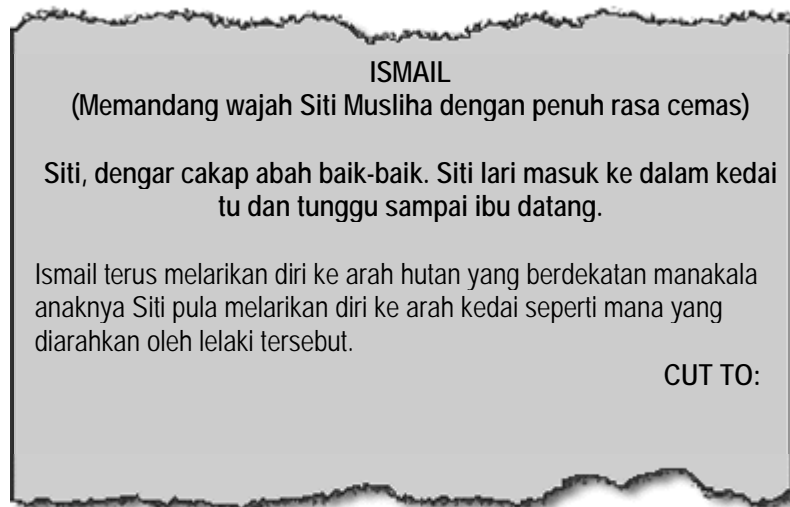 ISMAIL
(Memandang wajah Siti Musliha dengan penuh rasa cemas)
Siti, dengar cakap abah baik-baik. Siti lari masuk ke dalam kedai
tu dan tunggu sampai ibu datang.
Ismail terus melarikan diri ke arah hutan yang berdekatan manakala
anaknya Siti pula melarikan diri ke arah kedai seperti mana yang
diarahkan oleh lelaki tersebut.
CUT TO: